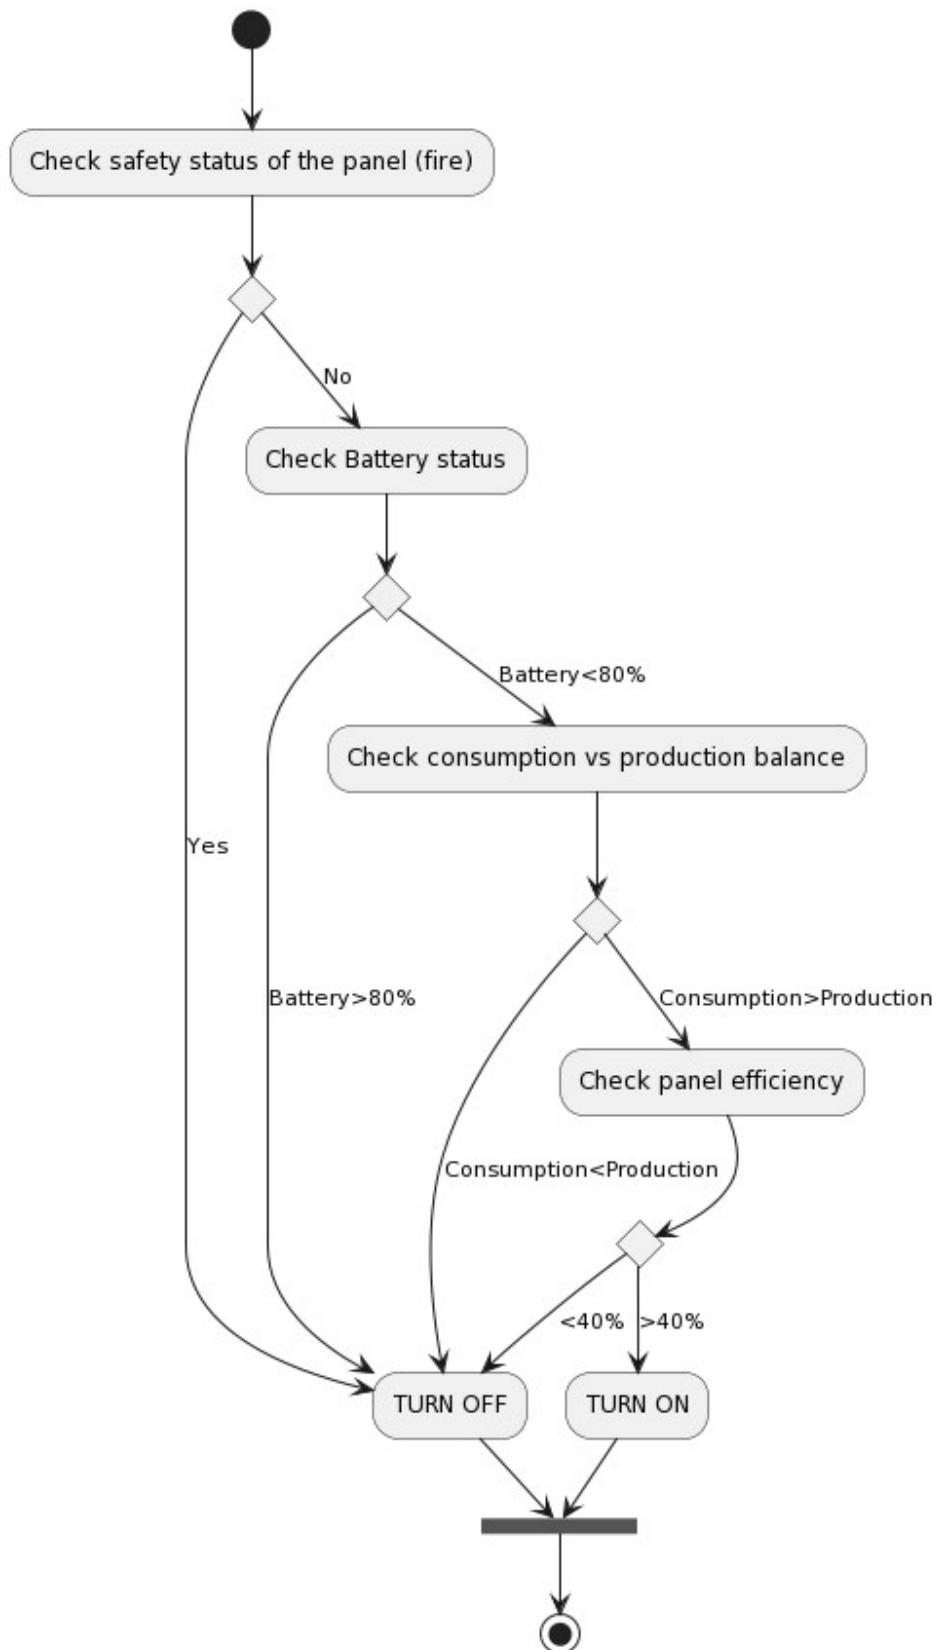 Check safety status of the panel (fire)
No
Check Battery status
Battery<80%
Check consumption vs production balance
Yes
Battery>80%
Consumption>Production
Check panel efficiency
Consumption<Production
<40%
>40%
TURN OFF
TURN ON